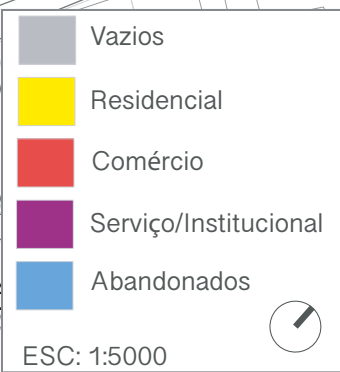 Vazios
Residencial
Comércio
Serviço/Institucional
Abandonados
ESC: 1:5000